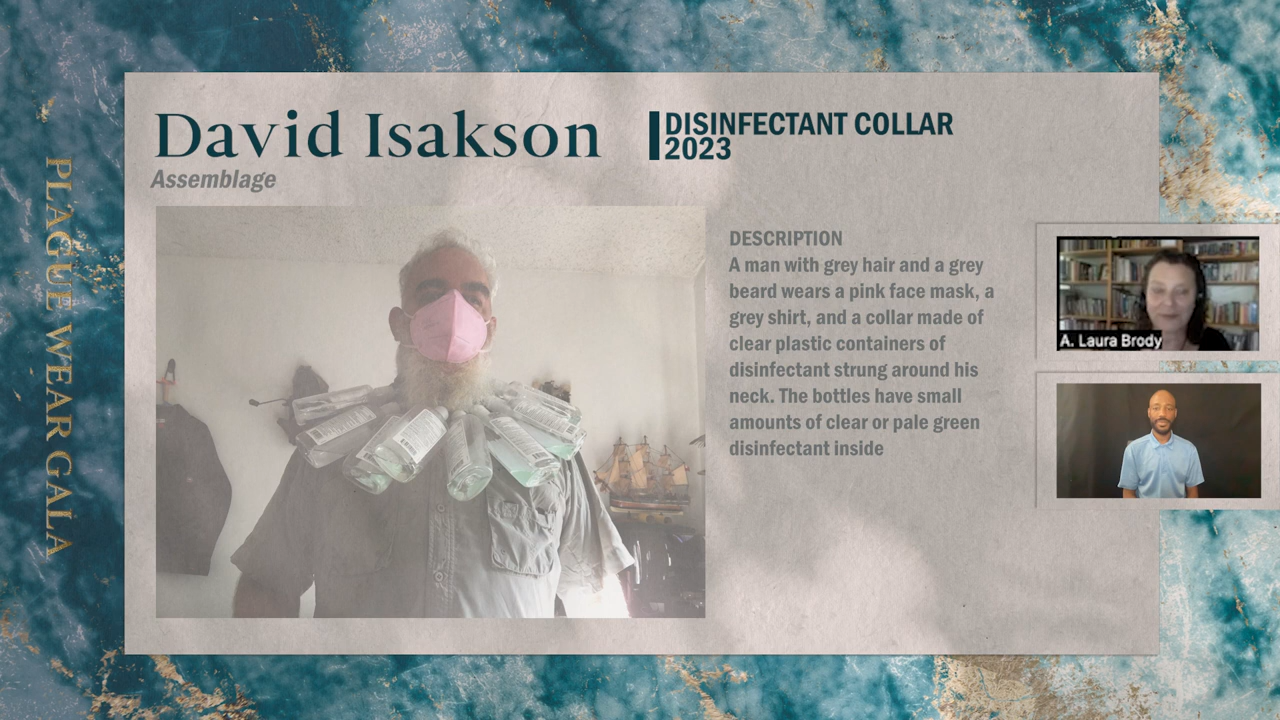 David Isakson
Assemblage
DISINFECTANT COLLAR
2023
DESCRIPTION
A man with grey hair and a grey
beard wears a pink face mask, a
grey shirt, and a collar made of
clear plastic containers of
disinfectant strung around his
neck. The bottles have small
amounts of clear or pale green
disinfectant inside
A. Laura Brody
PLAGUE WEAR GALA